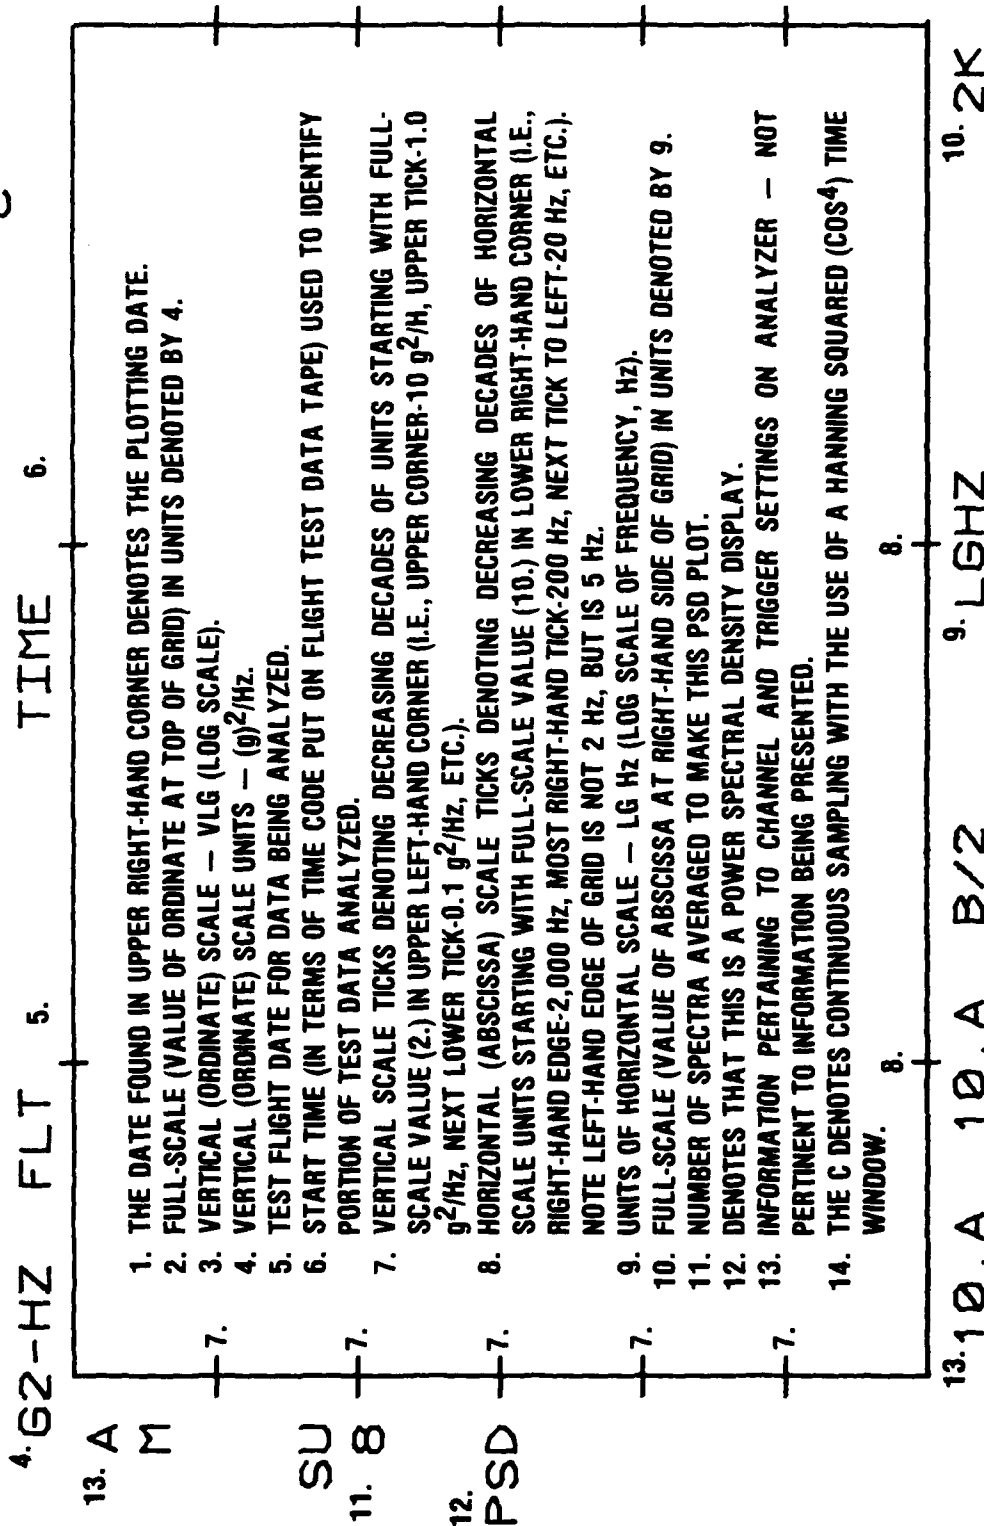 4. G2-HZ FLT 5. TIME 6.
13. A
M
SU
11. 8
12.
PSD
1. THE DATE FOUND IN UPPER RIGHT-HAND CORNER DENOTES THE PLOTTING DATE.
2. FULL-SCALE (VALUE OF ORDINATE AT TOP OF GRID) IN UNITS DENOTED BY 4.
3. VERTICAL (ORDINATE) SCALE – VLG (LOG SCALE).
4. VERTICAL (ORDINATE) SCALE UNITS – (g)²/Hz.
5. TEST FLIGHT DATE FOR DATA BEING ANALYZED.
6. START TIME (IN TERMS OF TIME CODE PUT ON FLIGHT TEST DATA TAPE) USED TO IDENTIFY
PORTION OF TEST DATA ANALYZED.
7. VERTICAL SCALE TICKS DENOTING DECREASING DECADES OF UNITS STARTING WITH FULL-
SCALE VALUE (2.) IN UPPER LEFT-HAND CORNER (I.E., UPPER CORNER-10 g²/H, UPPER TICK-1.0
g²/Hz, NEXT LOWER TICK-0.1 g²/Hz, ETC.).
8. HORIZONTAL (ABSCISSA) SCALE TICKS DENOTING DECREASING DECADES OF HORIZONTAL
SCALE UNITS STARTING WITH FULL-SCALE VALUE (10.) IN LOWER RIGHT-HAND CORNER (I.E.,
RIGHT-HAND EDGE-2,000 Hz, MOST RIGHT-HAND TICK-200 Hz, NEXT TICK TO LEFT-20 Hz, ETC.).
NOTE LEFT-HAND EDGE OF GRID IS NOT 2 Hz, BUT IS 5 Hz.
9. UNITS OF HORIZONTAL SCALE – LG Hz (LOG SCALE OF FREQUENCY, Hz).
10. FULL-SCALE (VALUE OF ABSCISSA AT RIGHT-HAND SIDE OF GRID) IN UNITS DENOTED BY 9.
11. NUMBER OF SPECTRA AVERAGED TO MAKE THIS PSD PLOT.
12. DENOTES THAT THIS IS A POWER SPECTRAL DENSITY DISPLAY.
13. INFORMATION PERTAINING TO CHANNEL AND TRIGGER SETTINGS ON ANALYZER – NOT
PERTINENT TO INFORMATION BEING PRESENTED.
14. THE C DENOTES CONTINUOUS SAMPLING WITH THE USE OF A HANNING SQUARED (COS⁴) TIME
WINDOW.
7.
7.
7.
7.
7.
8. 8.
13. 10.A 10.A B/2 9. LGHZ 10. 2K